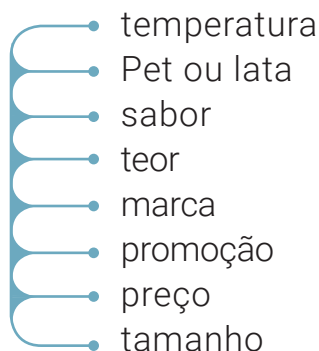 temperatura
Pet ou lata
sabor
teor
marca
promoção
preço
tamanho